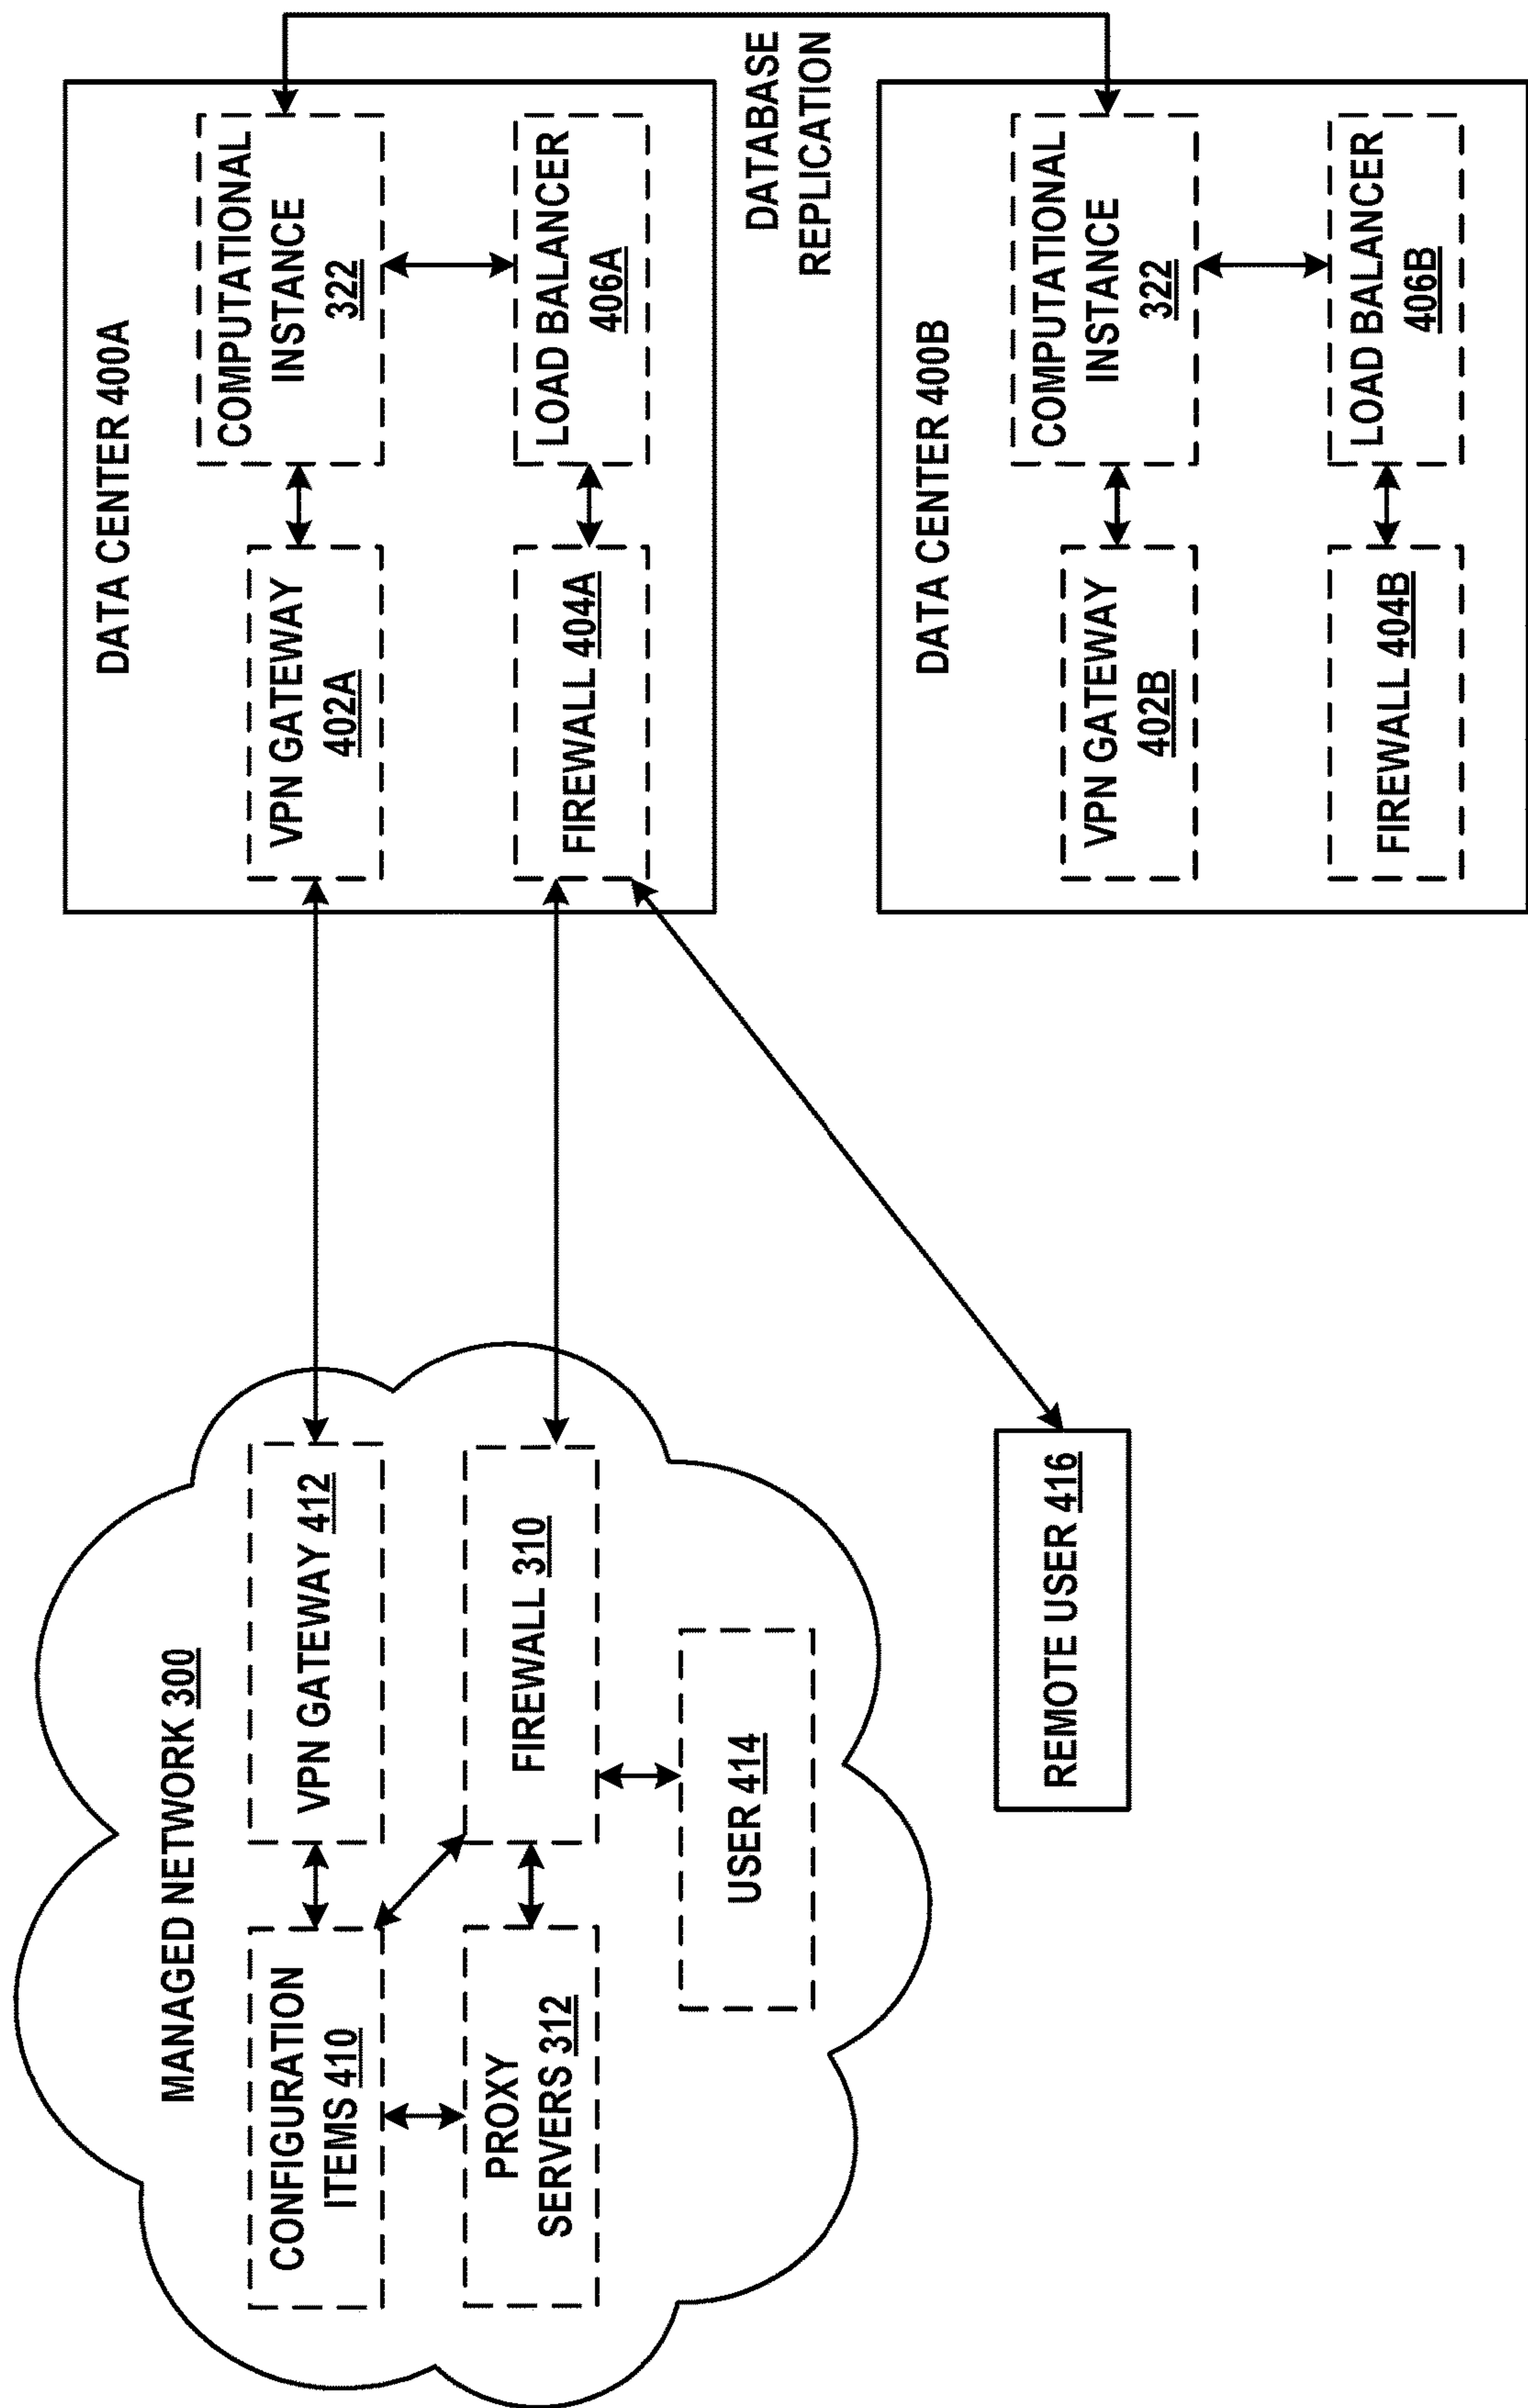 MANAGED NETWORK 300
CONFIGURATION
ITEMS 410
VPN GATEWAY 412
PROXY
SERVERS 312
FIREWALL 310
USER 414
REMOTE USER 416
DATA CENTER 400A
VPN GATEWAY
402A
COMPUTATIONAL
INSTANCE
322
FIREWALL 404A
LOAD BALANCER
406A
DATABASE
REPLICATION
DATA CENTER 400B
VPN GATEWAY
402B
COMPUTATIONAL
INSTANCE
322
FIREWALL 404B
LOAD BALANCER
406B